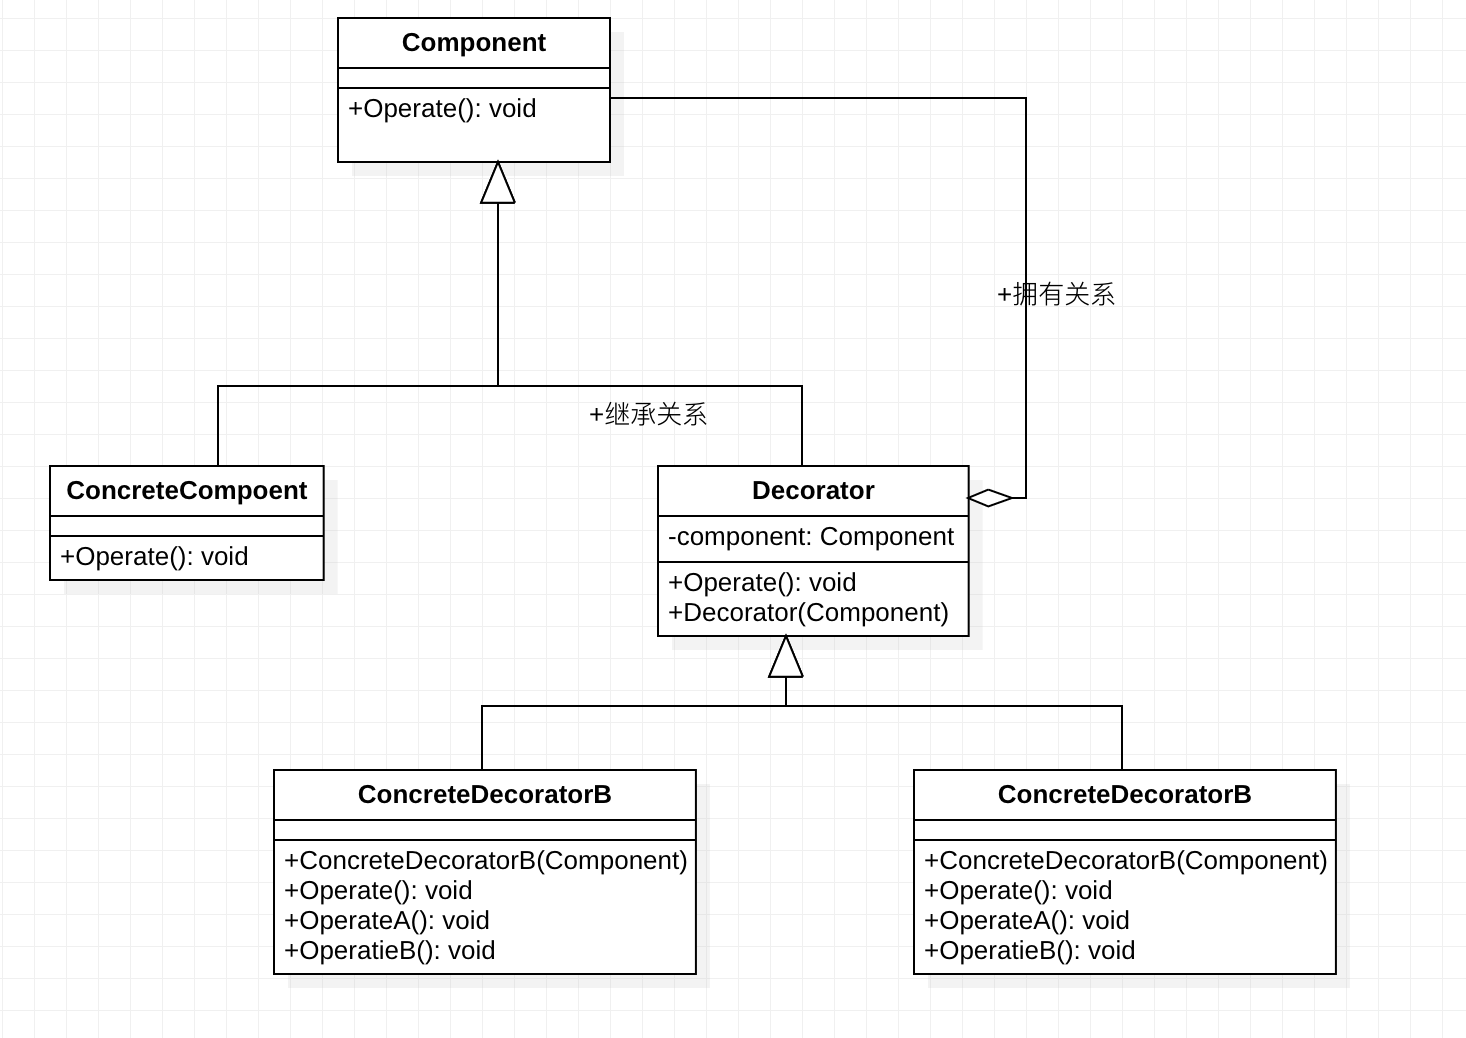 Component
+Operate(): void
+拥有关系
+继承关系
ConcreteCompoent
+Operate(): void
Decorator
-component: Component
+Operate(): void
+Decorator(Component)
ConcreteDecoratorB
+ConcreteDecoratorB(Component)
+Operate(): void
+OperateA(): void
+OperatieB(): void
ConcreteDecoratorB
+ConcreteDecoratorB(Component)
+Operate(): void
+OperateA(): void
+OperatieB(): void